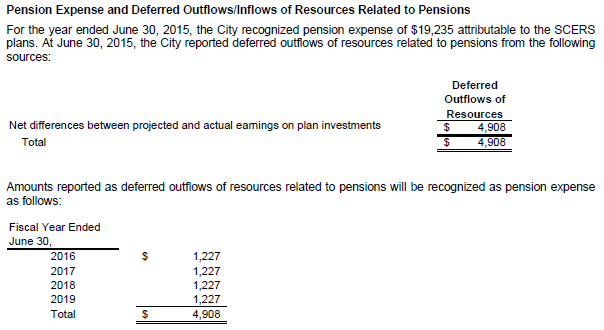 Pension Expense and Deferred Outflows/Inflows of Resources Related to Pensions
For the year ended June 30, 2015, the City recognized pension expense of $19,235 attributable to the SCERS
plans. At June 30, 2015, the City reported deferred outflows of resources related to pensions from the following
sources:
Deferred
Outflows of
Resources
Net differences between projected and actual earnings on plan investments $ 4,908
Total $ 4,908
Amounts reported as deferred outflows of resources related to pensions will be recognized as pension expense
as follows:
Fiscal Year Ended
June 30,
2016 $ 1,227
2017 1,227
2018 1,227
2019 1,227
Total $ 4,908